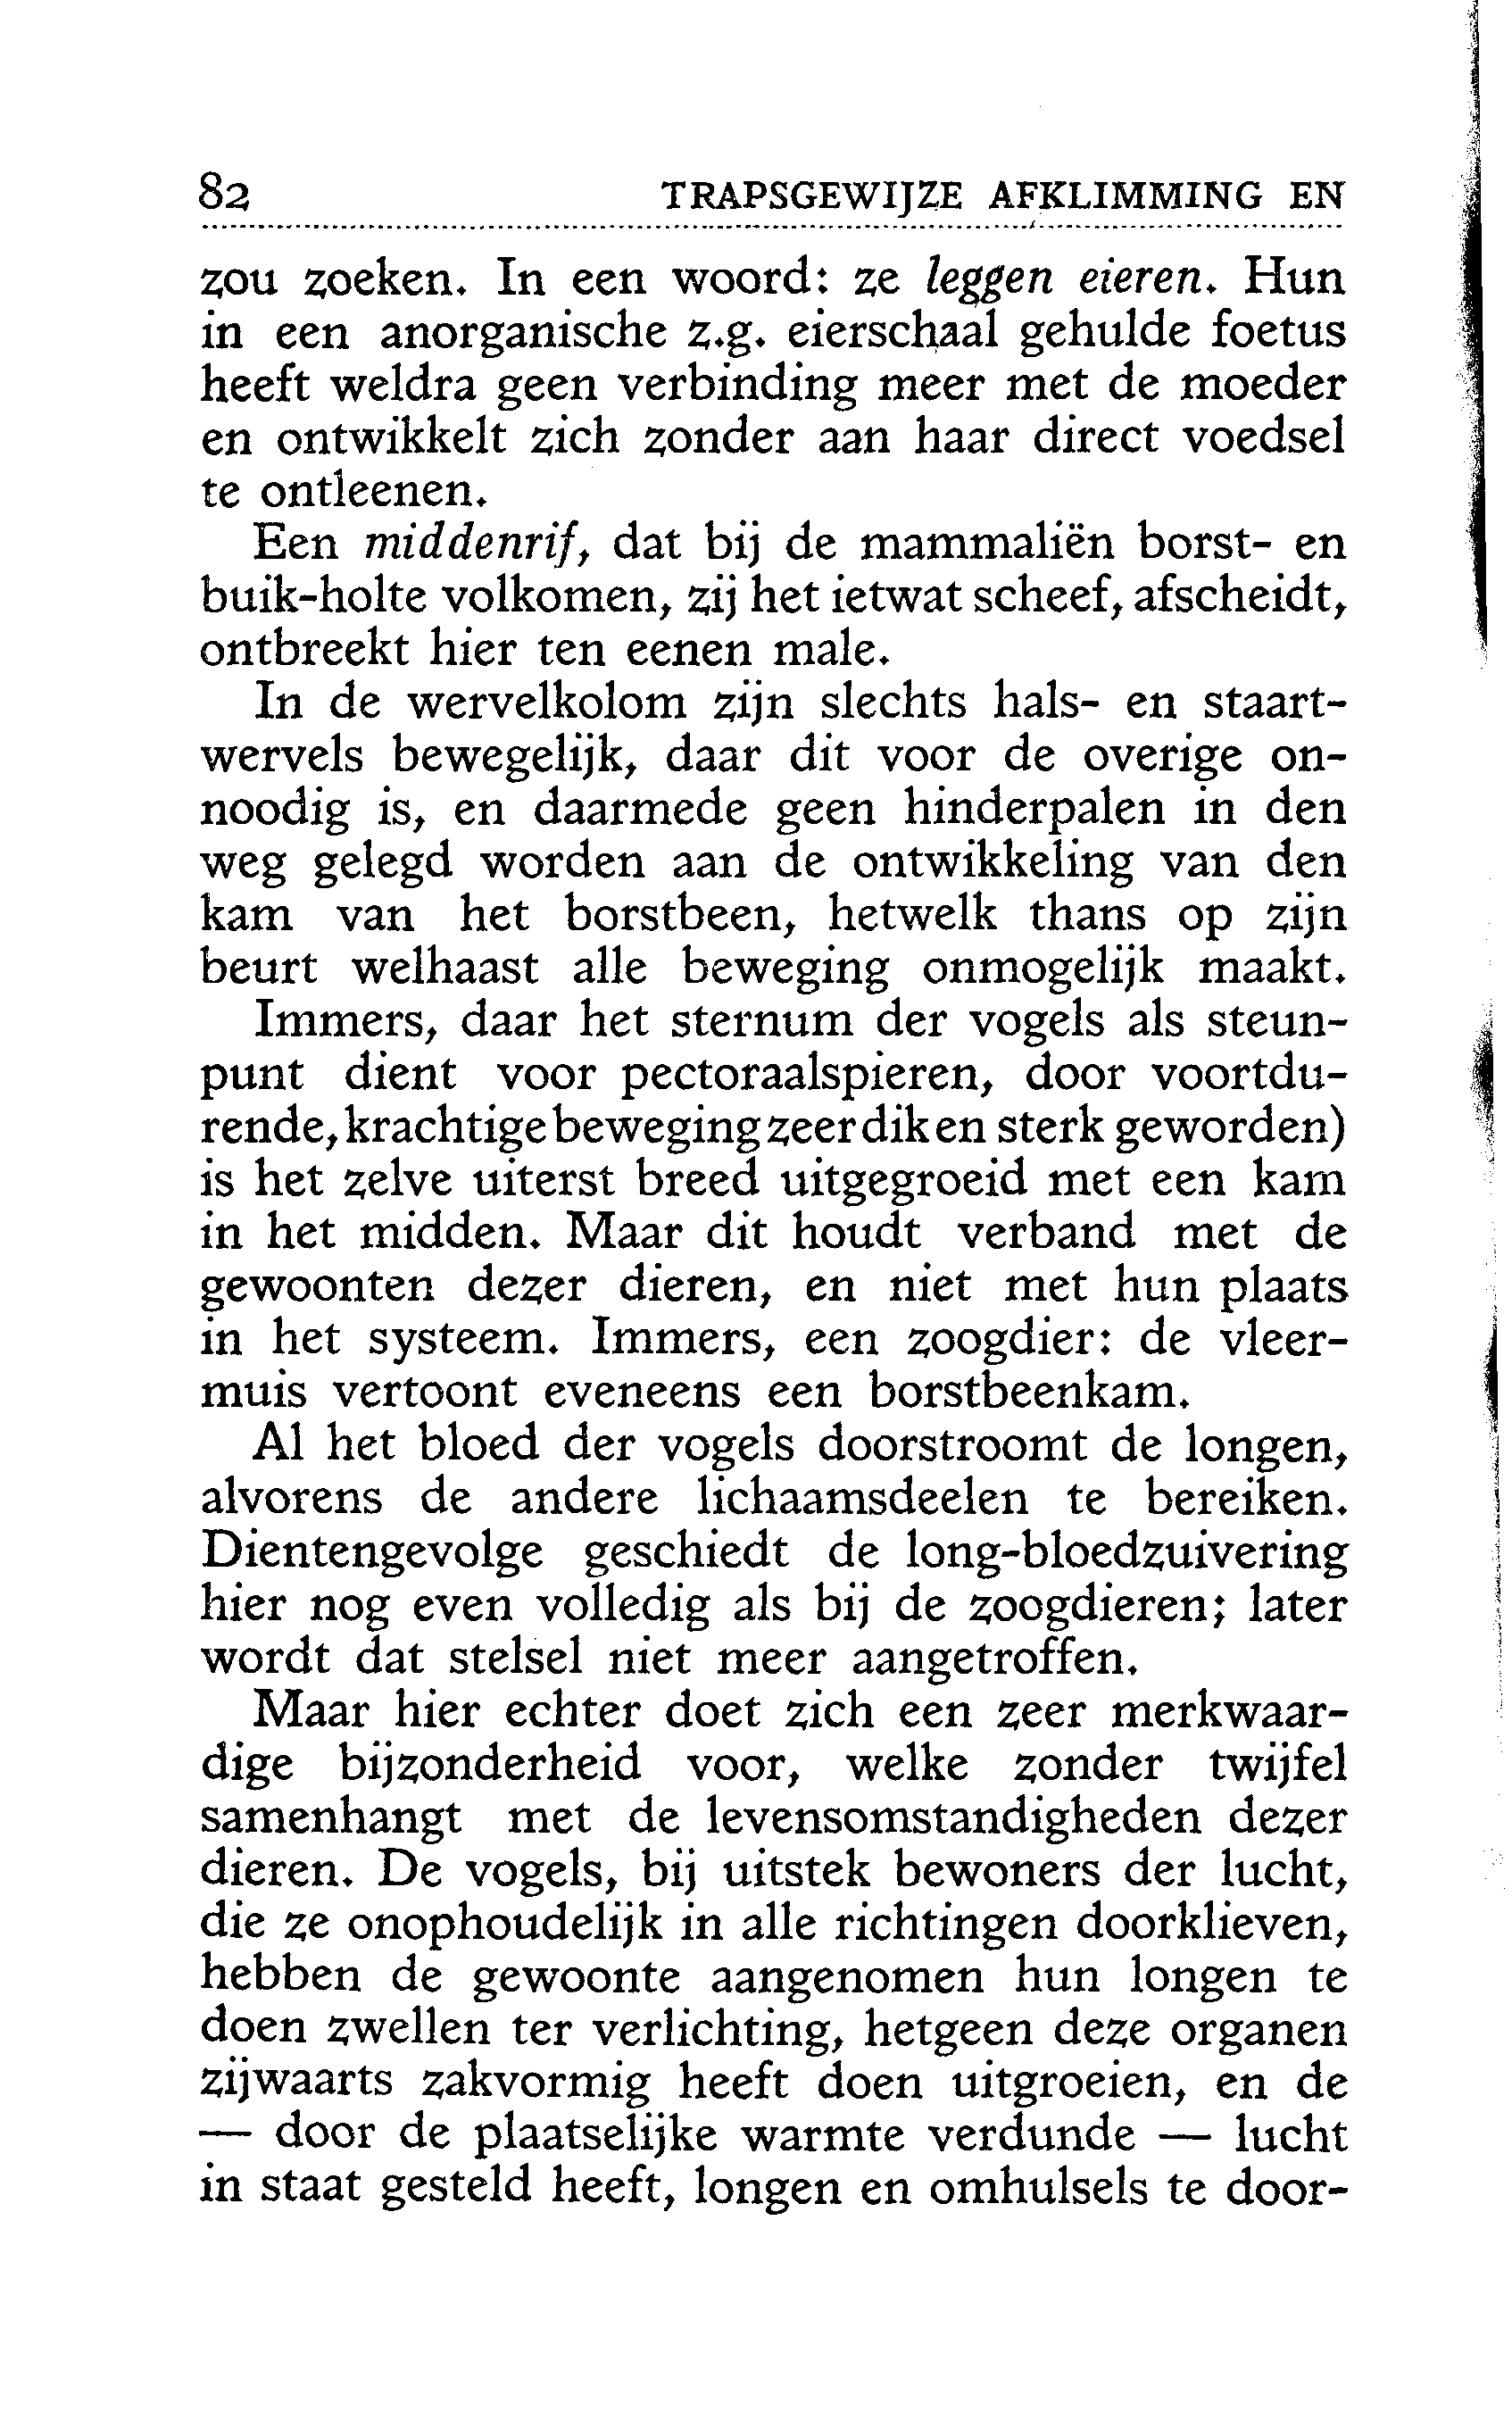 82 TRAPSGEWIJZE AFKLIMMING EN
zou zoeken. In een woord: ze leggen eieren. Hun
in een anorganische z.g. eierschaal gehulde foetus
heeft weldra geen verbinding meer met de moeder
en ontwikkelt zich zonder aan haar direct voedsel
te ontleenen.
Een middenrif, dat bij de mammaliën borst- en
buik-holte volkomen, zij het ietwat scheef, afscheidt,
ontbreekt hier ten eenen male.
In de wervelkolom zijn slechts hals- en staart-
wervels bewegelijk, daar dit voor de overige on-
noodig is, en daarmede geen hinderpalen in den
weg gelegd worden aan de ontwikkeling van den
kam van het borstbeen, hetwelk thans op zijn
beurt welhaast alle beweging onmogelijk maakt.
Immers, daar het sternum der vogels als steun-
punt dient voor pectoraalspieren, door voortdu-
rende, krachtige beweging zeer dik en sterk geworden)
is het zelve uiterst breed uitgegroeid met een kam
in het midden. Maar dit houdt verband met de
gewoonten dezer dieren, en niet met hun plaats
in het systeem. Immers, een zoogdier: de vleer-
muis vertoont eveneens een borstbeenkam.
Al het bloed der vogels doorstroomt de longen,
alvorens de andere lichaamsdeelen te bereiken.
Dientengevolge geschiedt de long-bloedzuivering
hier nog even volledig als bij de zoogdieren; later
wordt dat stelsel niet meer aangetroffen.
Maar hier echter doet zich een zeer merkwaar-
dige bijzonderheid voor, welke zonder twijfel
samenhangt met de levensomstandigheden dezer
dieren. De vogels, bij uitstek bewoners der lucht,
die ze onophoudelijk in alle richtingen doorklieven,
hebben de gewoonte aangenomen hun longen te
doen zwellen ter verlichting, hetgeen deze organen
zijwaarts zakvormig heeft doen uitgroeien, en de
— door de plaatselijke warmte verdunde — lucht
in staat gesteld heeft, longen en omhulsels te door-